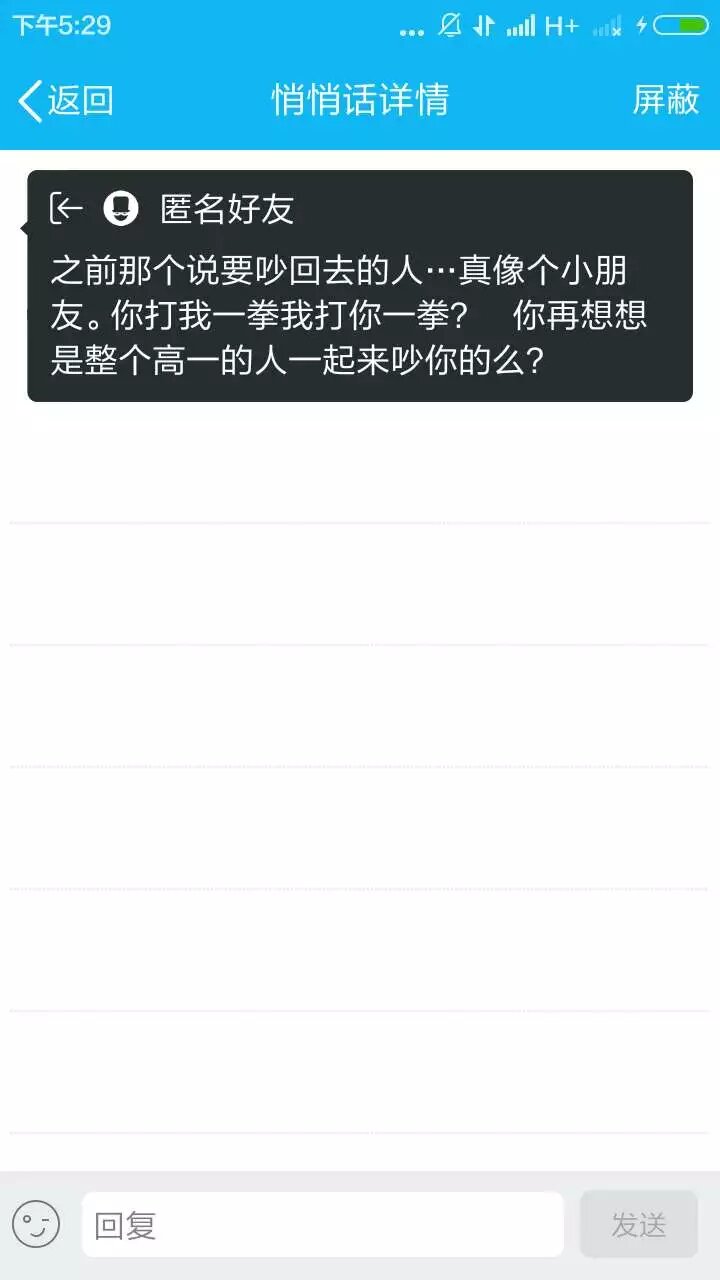 下午5:29
... H+
返回
悄悄话详情
屏蔽
匿名好友
之前那个说要吵回去的人…真像个小朋
友。你打我一拳我打你一拳？ 你再想想
是整个高一的人一起来吵你的么？
回复
发送